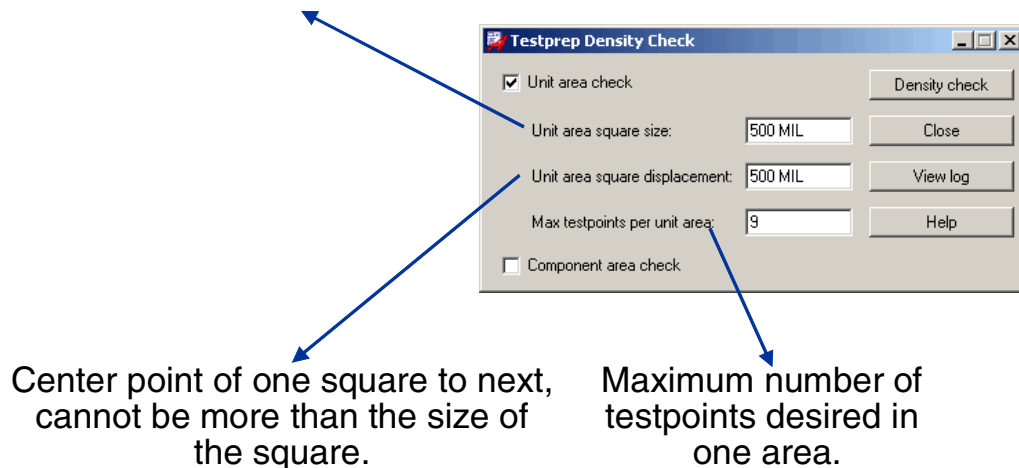 Testprep Density Check
Unit area check
Density check
Unit area square size:
500 MIL
Close
Unit area square displacement:
500 MIL
View log
Max testpoints per unit area:
9
Help
Component area check
Center point of one square to next,
cannot be more than the size of
the square.
Maximum number of
testpoints desired in
one area.